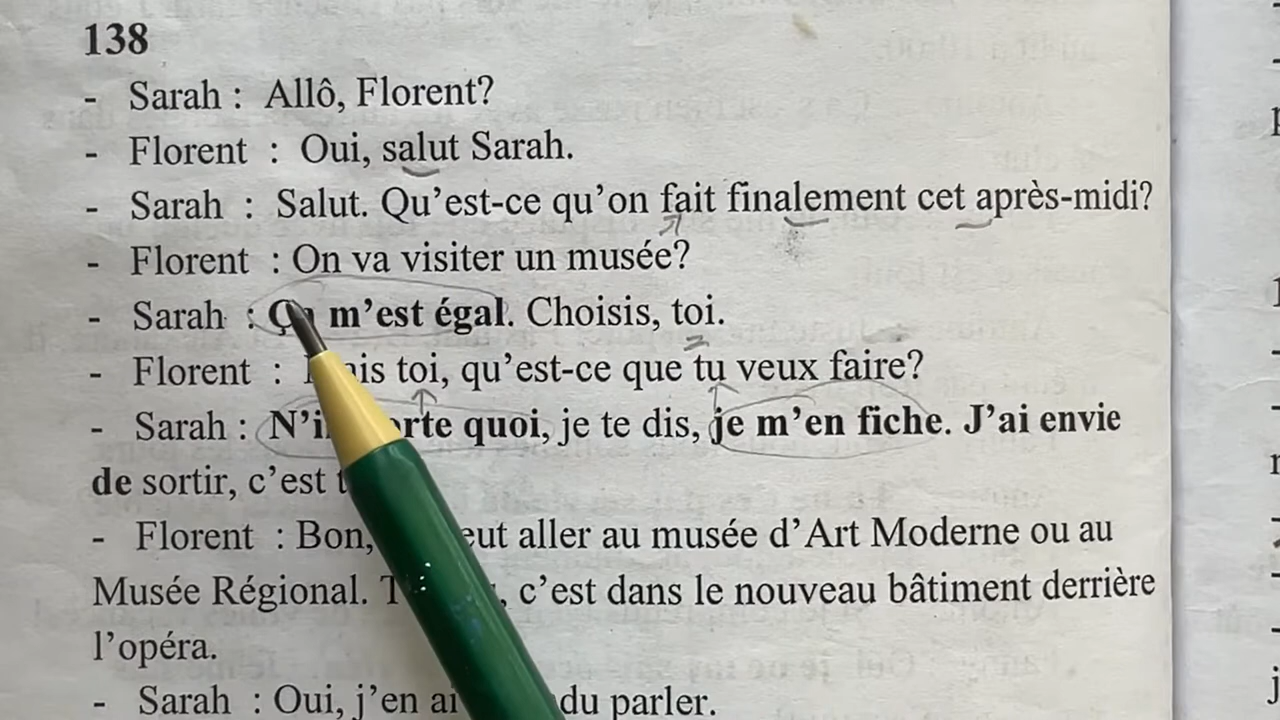 138
- Sarah : Allô, Florent?
- Florent : Oui, salut Sarah.
- Sarah : Salut. Qu’est-ce qu’on fait finalement cet après-midi?
- Florent : On va visiter un musée?
- Sarah : Ça m’est égal. Choisis, toi.
- Florent : Mais toi, qu’est-ce que tu veux faire?
- Sarah : N’importe quoi, je te dis, je m’en fiche. J’ai envie
de sortir, c’est
- Florent : Bon, peut aller au musée d’Art Moderne ou au
Musée Régional. c’est dans le nouveau bâtiment derrière
l’opéra.
- Sarah : Oui, j’en ai parler.